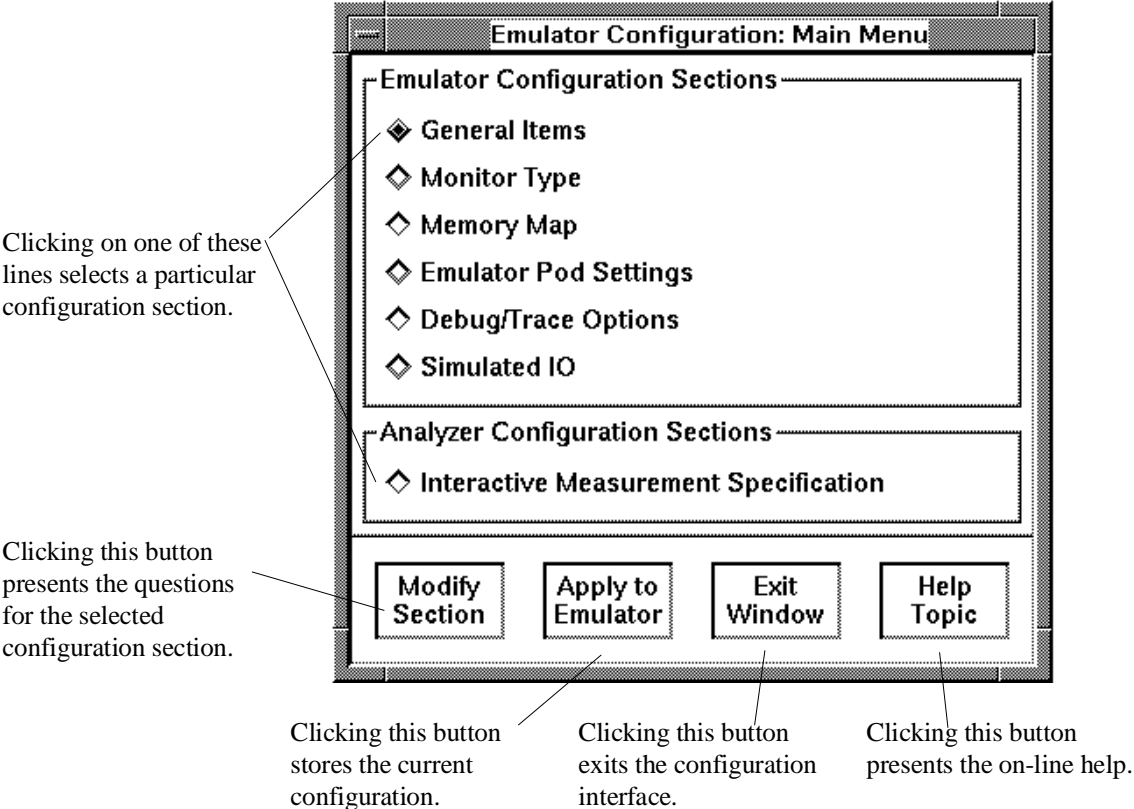 Emulator Configuration: Main Menu
Emulator Configuration Sections
General Items
Monitor Type
Memory Map
Emulator Pod Settings
Debug/Trace Options
Simulated IO
Clicking on one of these
lines selects a particular
configuration section.
Analyzer Configuration Sections
Interactive Measurement Specification
Clicking this button
presents the questions
for the selected
configuration section.
Modify
Section
Apply to
Emulator
Exit
Window
Help
Topic
Clicking this button
stores the current
configuration.
Clicking this button
exits the configuration
interface.
Clicking this button
presents the on-line help.